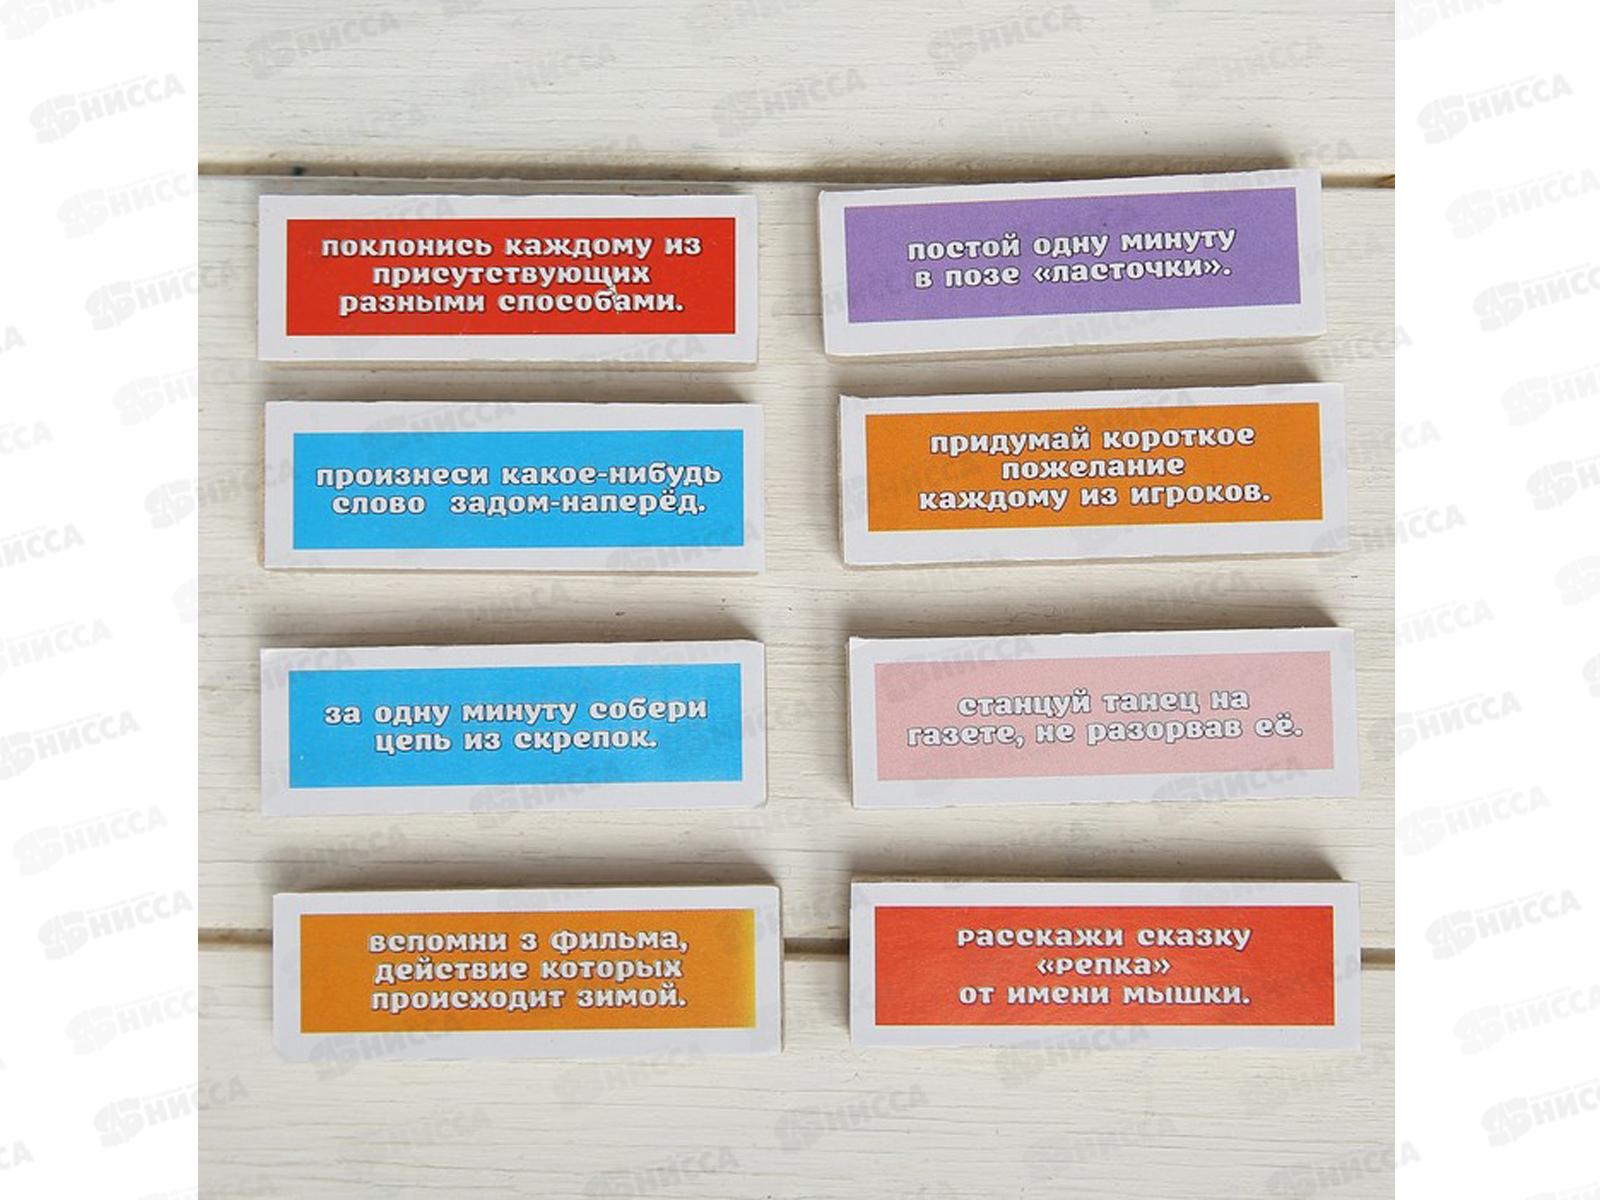 поклонись каждому из
присутствующих
разными способами.
постой одну минуту
в позе «ласточки».
произнеси какое-нибудь
слово задом-наперёд.
придумай короткое
пожелание
каждому из игроков.
за одну минуту собери
цепь из скрепок.
станцуй танец на
газете, не разорвав её.
вспомни 3 фильма,
действие которых
происходит зимой.
расскажи сказку
«репка»
от имени мышки.
НИССА